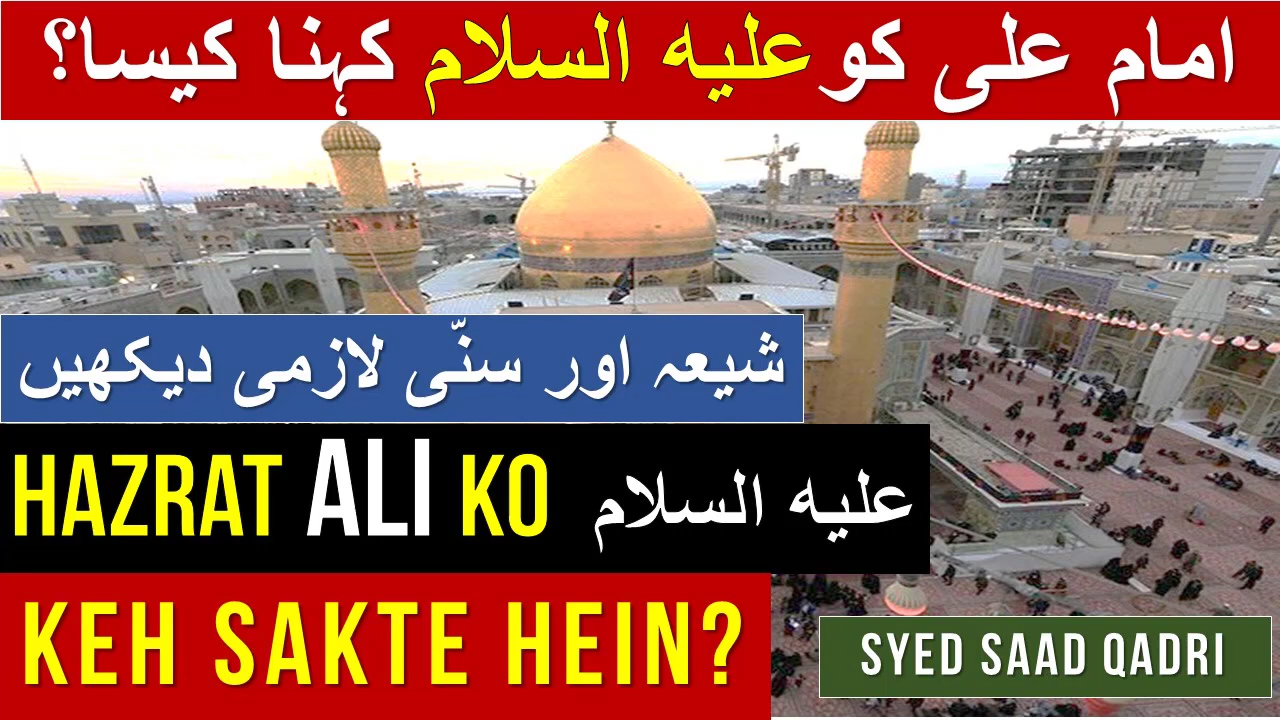 امام علی کو علیہ السلام کہنا کیسا؟
شیعہ اور سنّی لازمی دیکھیں
HAZRAT ALI KO علیہ السلام
KEH SAKTE HEIN?
SYED SAAD QADRI